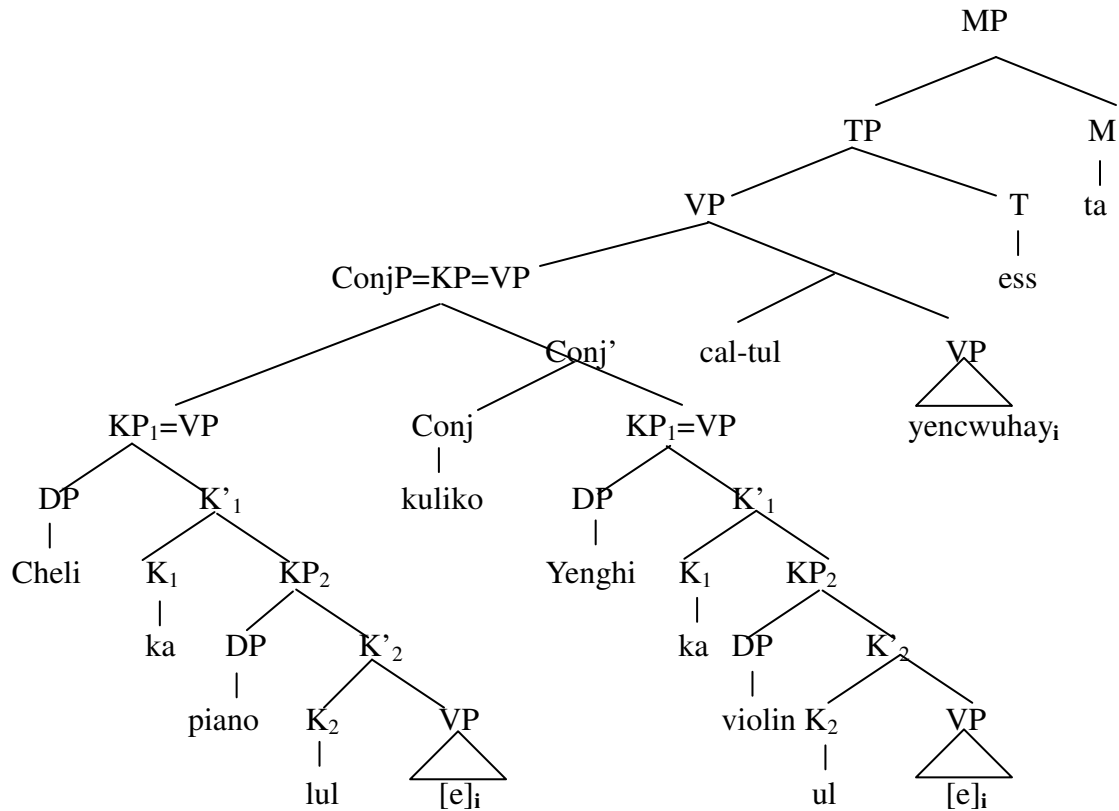 MP
TP M
VP T ta
ConjP=KP=VP ess
Conj’ cal-tul VP
KP₁=VP Conj KP₁=VP yencwuhayᵢ
DP K’₁ kuliko DP K’₁
Cheli K₁ KP₂ Yenghi K₁ KP₂
ka DP K’₂ ka DP K’₂
piano K₂ VP violin K₂ VP
lul [e]ᵢ ul [e]ᵢ